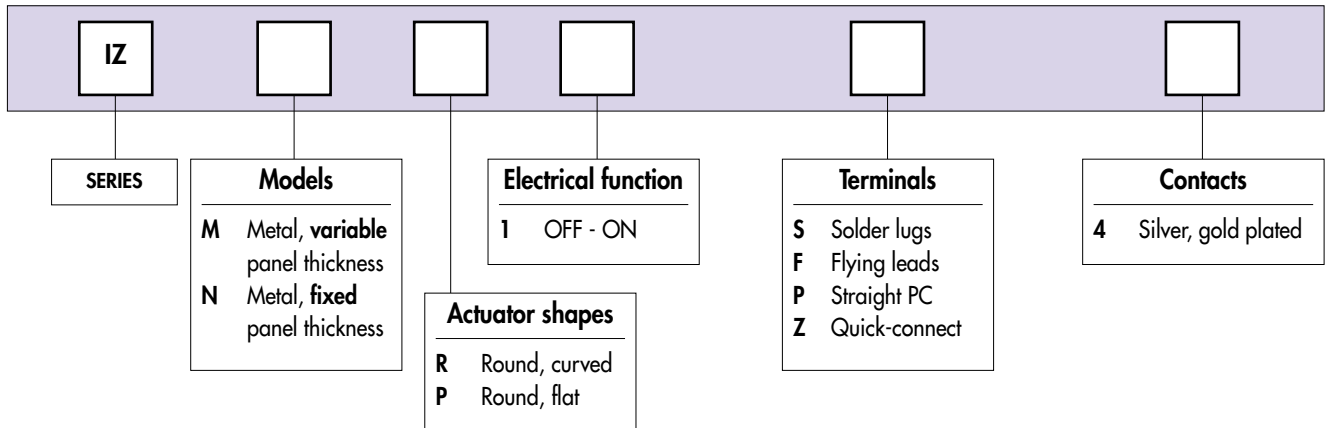 IZ
SERIES
Models
M Metal, variable
panel thickness
N Metal, fixed
panel thickness
Actuator shapes
R Round, curved
P Round, flat
Electrical function
1 OFF - ON
Terminals
S Solder lugs
F Flying leads
P Straight PC
Z Quick-connect
Contacts
4 Silver, gold plated